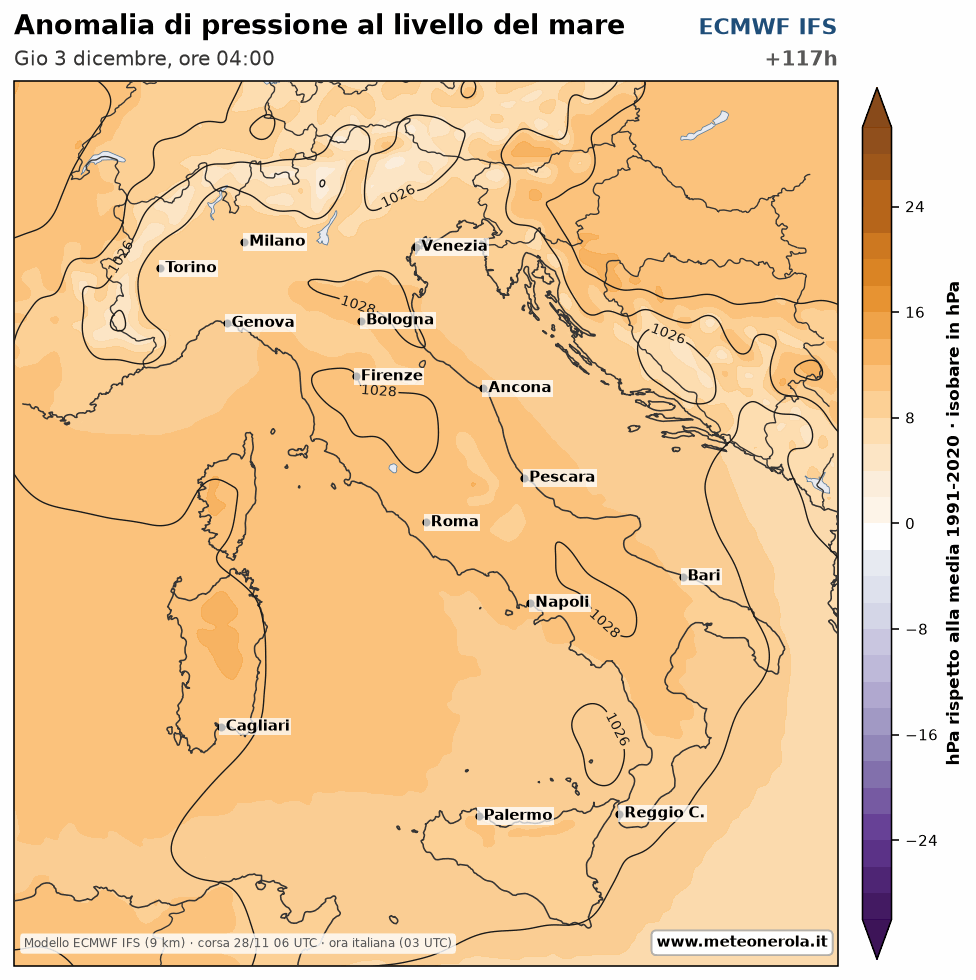 Anomalia di pressione al livello del mare
ECMWF IFS
Gio 3 dicembre, ore 04:00
+117h
1026
Milano
Venezia
1026
Torino
1028
Genova
Bologna
1026
Firenze
1028
Ancona
Pescara
Roma
Bari
Napoli
1028
Cagliari
1026
Palermo
Reggio C.
24
16
8
0
−8
−16
−24
hPa rispetto alla media 1991-2020 · isobare in hPa
Modello ECMWF IFS (9 km) · corsa 28/11 06 UTC · ora italiana (03 UTC)
www.meteonerola.it